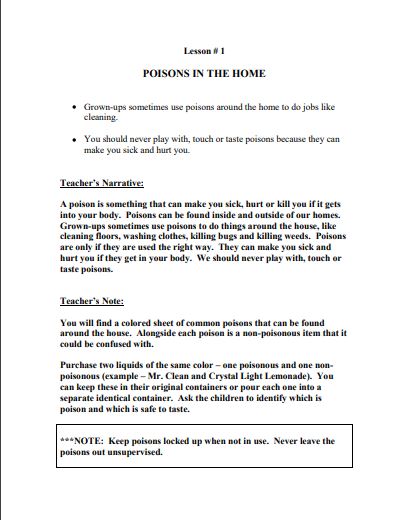 Lesson # 1
POISONS IN THE HOME
• Grown-ups sometimes use poisons around the home to do jobs like
cleaning.
• You should never play with, touch or taste poisons because they can
make you sick and hurt you.
Teacher's Narrative:
A poison is something that can make you sick, hurt or kill you if it gets
into your body. Poisons can be found inside and outside of our homes.
Grown-ups sometimes use poisons to do things around the house, like
cleaning floors, washing clothes, killing bugs and killing weeds. Poisons
are only if they are used the right way. They can make you sick and
hurt you if they get in your body. We should never play with, touch or
taste poisons.
Teacher's Note:
You will find a colored sheet of common poisons that can be found
around the house. Alongside each poison is a non-poisonous item that it
could be confused with.
Purchase two liquids of the same color – one poisonous and one non-
poisonous (example – Mr. Clean and Crystal Light Lemonade). You
can keep these in their original containers or pour each one into a
separate identical container. Ask the children to identify which is
poison and which is safe to taste.
***NOTE: Keep poisons locked up when not in use. Never leave the
poisons out unsupervised.